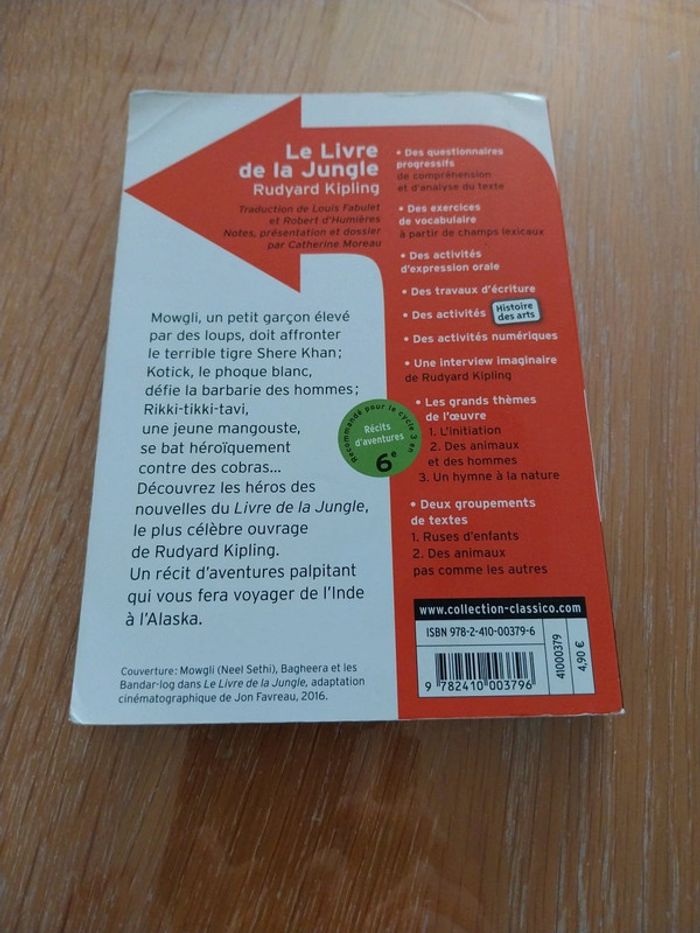 Le Livre
de la Jungle
Rudyard Kipling
Traduction de Louis Fabulet
et Robert d'Humières
Notes, présentation et dossier
par Catherine Moreau
Mowgli, un petit garçon élevé
par des loups, doit affronter
le terrible tigre Shere Khan ;
Kotick, le phoque blanc,
défie la barbarie des hommes ;
Rikki-tikki-tavi,
une jeune mangouste,
se bat héroïquement
contre des cobras...
Découvrez les héros des
nouvelles du Livre de la Jungle,
le plus célèbre ouvrage
de Rudyard Kipling.
Un récit d'aventures palpitant
qui vous fera voyager de l'Inde
à l'Alaska.
Couverture : Mowgli (Neel Sethi), Bagheera et les
Bandar-log dans Le Livre de la Jungle, adaptation
cinématographique de Jon Favreau, 2016.
Recommandé pour le cycle 3 en
Récits
d'aventures
6e
• Des questionnaires
progressifs
de compréhension
et d'analyse du texte
• Des exercices
de vocabulaire
à partir de champs lexicaux
• Des activités
d'expression orale
• Des travaux d'écriture
• Des activités Histoire des arts
• Des activités numériques
• Une interview imaginaire
de Rudyard Kipling
• Les grands thèmes
de l'œuvre
1. L'initiation
2. Des animaux
et des hommes
3. Un hymne à la nature
• Deux groupements
de textes
1. Ruses d'enfants
2. Des animaux
pas comme les autres
www.collection-classico.com
ISBN 978-2-410-00379-6
9 782410 003796
41000379
4,90 €